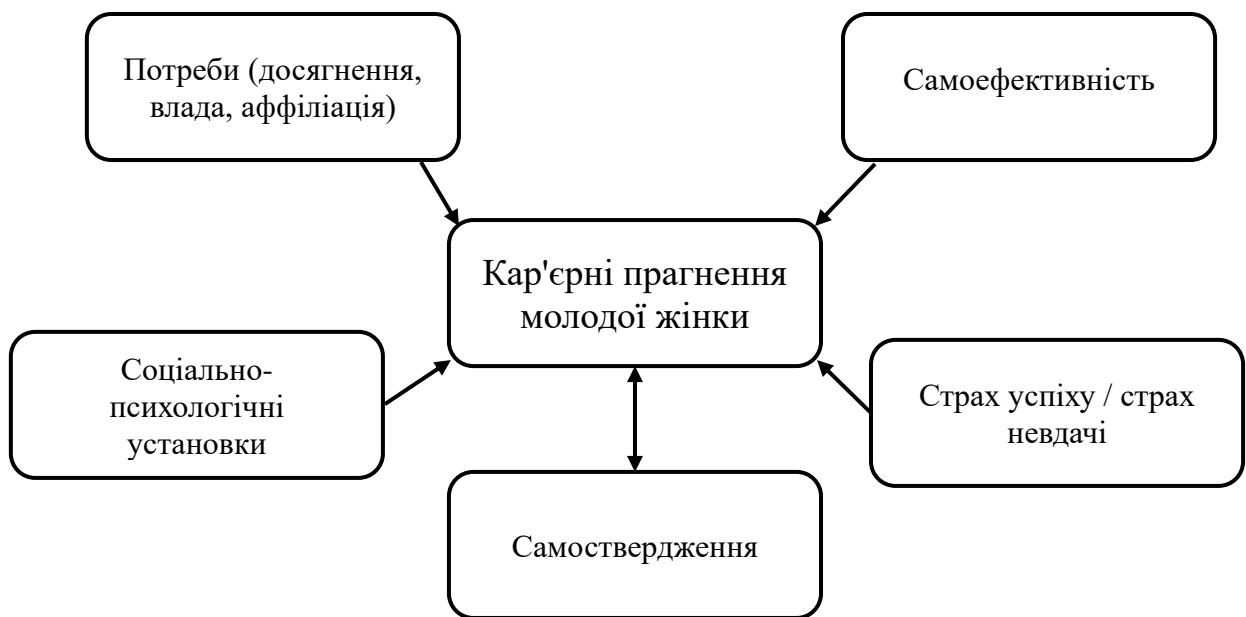 Потреби (досягнення,
влада, аффіліація)
Самоефективність
Кар'єрні прагнення
молодої жінки
Соціально-
психологічні
установки
Страх успіху / страх
невдачі
Самоствердження